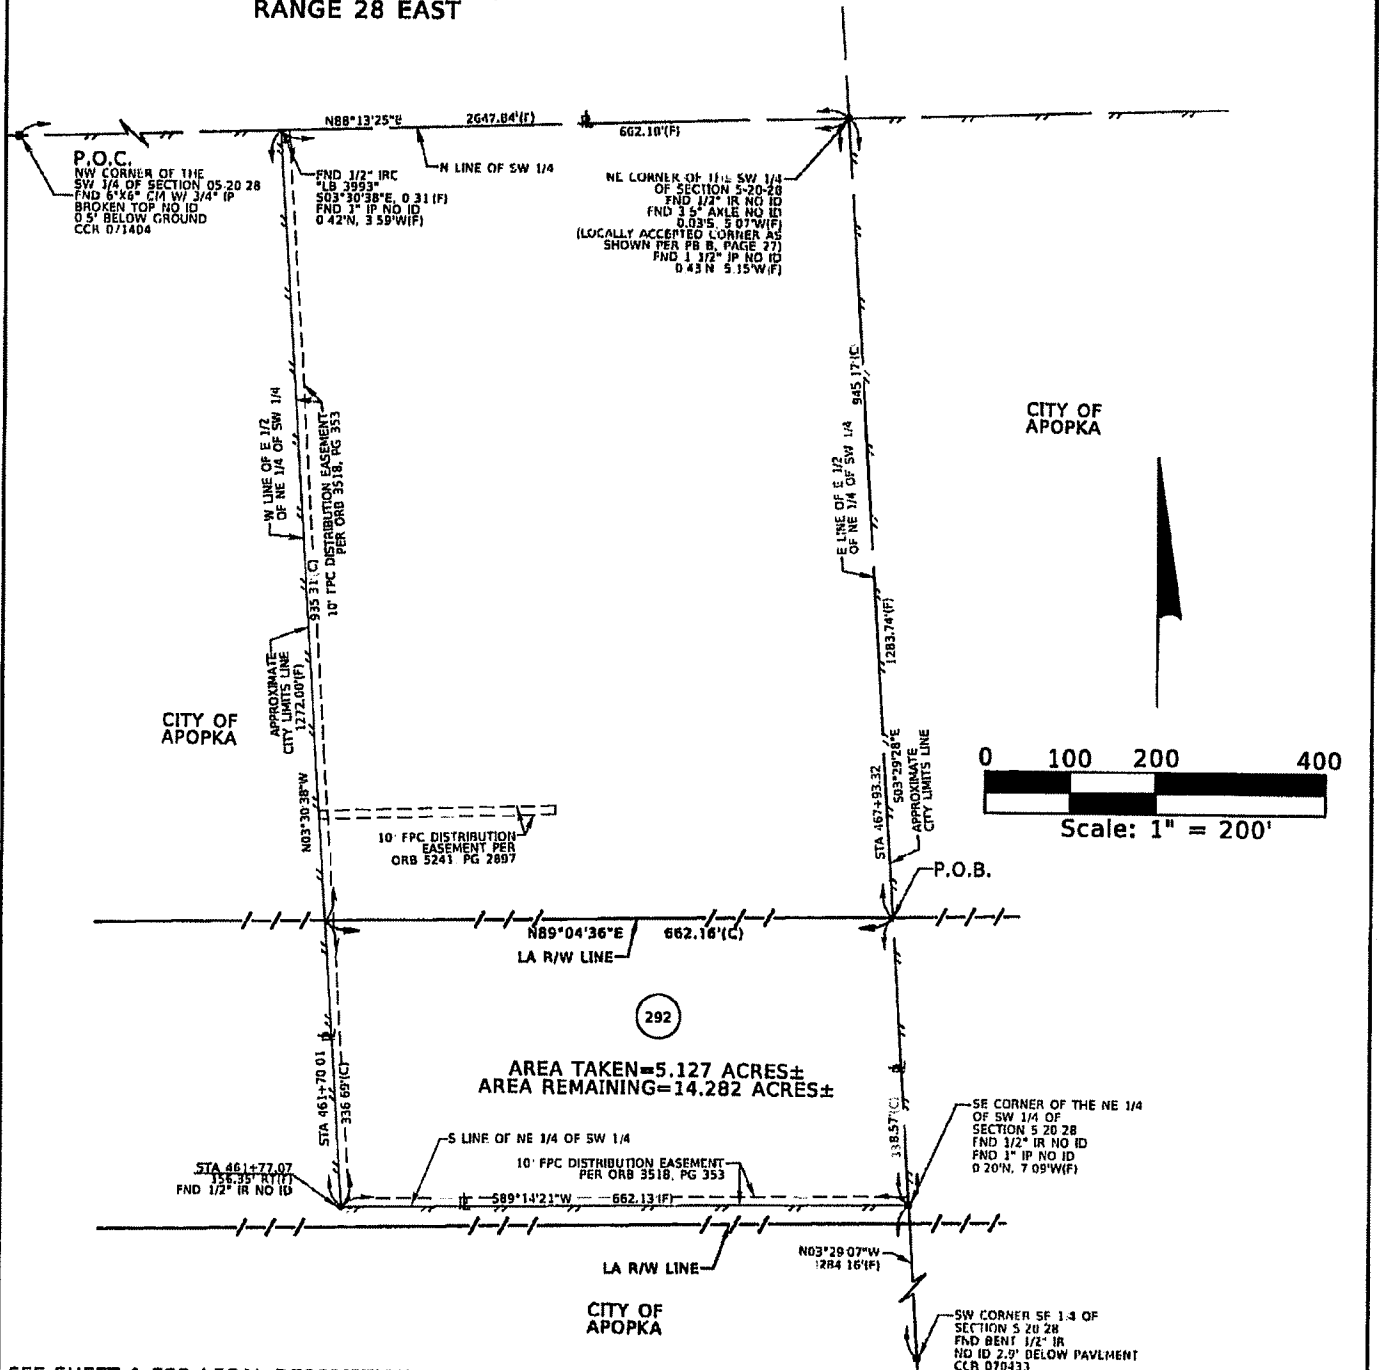 RANGE 28 EAST
N88°13'25"E 2647.84'(F)
662.10'(F)
P.O.C.
NW CORNER OF THE
SW 1/4 OF SECTION 05-20 28
FND 6"X6" CM W/ 3/4" IP
BROKEN TOP NO ID
0 5' BELOW GROUND
CCR 071404
FND 1/2" IRC
"LB 3993"
S03°30'38"E, 0 31 (F)
FND 1" IP NO ID
0 42'N, 3 59'W(F)
N LINE OF SW 1/4
NE CORNER OF THE SW 1/4
OF SECTION 5-20-28
FND 1/2" IR NO ID
FND 3 5" AXLE NO ID
0.03'S, 5 07'W(F)
(LOCALLY ACCEPTED CORNER AS
SHOWN PER PB B, PAGE 27)
FND 1 1/2" IP NO ID
0 43 N 5.15'W(F)
W LINE OF E 1/2
OF NE 1/4 OF SW 1/4
10' FPC DISTRIBUTION EASEMENT
PER ORB 3518, PG 353
935 31 (C)
945 17 (C)
E LINE OF E 1/2
OF NE 1/4 OF SW 1/4
CITY OF
APOPKA
1283.74'(F)
APPROXIMATE
CITY LIMITS LINE
1272.00'(F)
CITY OF
APOPKA
N03°30'38"W
10' FPC DISTRIBUTION
EASEMENT PER
ORB 5241 PG 2897
STA 467+93.32
S03°29'28"E
APPROXIMATE
CITY LIMITS LINE
0 100 200 400
Scale: 1" = 200'
P.O.B.
N89°04'36"E 662.16'(C)
LA R/W LINE
292
AREA TAKEN=5.127 ACRES±
AREA REMAINING=14.282 ACRES±
STA 461+70 01
336 69'(C)
338.57'(C)
S LINE OF NE 1/4 OF SW 1/4
10' FPC DISTRIBUTION EASEMENT
PER ORB 3518, PG 353
SE CORNER OF THE NE 1/4
OF SW 1/4 OF
SECTION 5 20 28
FND 1/2" IR NO ID
FND 1" IP NO ID
0 20'N, 7 09'W(F)
STA 461+77.07
156.35' RT(F)
FND 1/2" IR NO ID
S89°14'21"W 662.13'(F)
N03°29 07"W
1284 16'(F)
LA R/W LINE
CITY OF
APOPKA
SW CORNER SE 1/4 OF
SECTION 5 20 28
FND BENT 1/2" IR
NO ID 2.9' BELOW PAVEMENT
CCR 070433